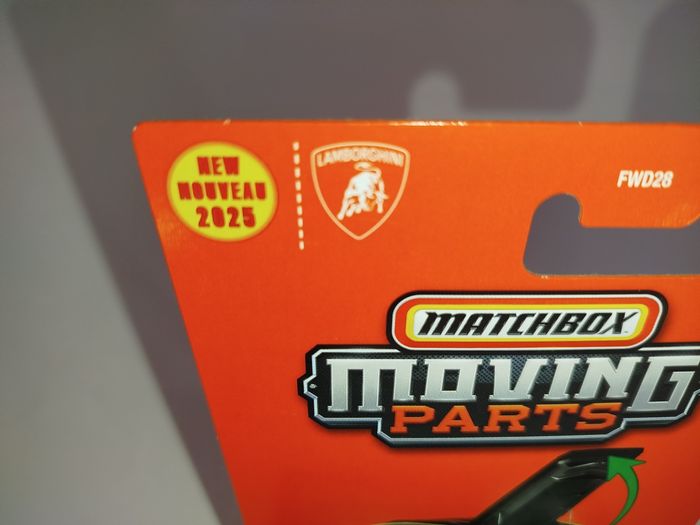 NEW
NOUVEAU
2025
LAMBORGHINI
FWD28
MATCHBOX
MOVING
PARTS